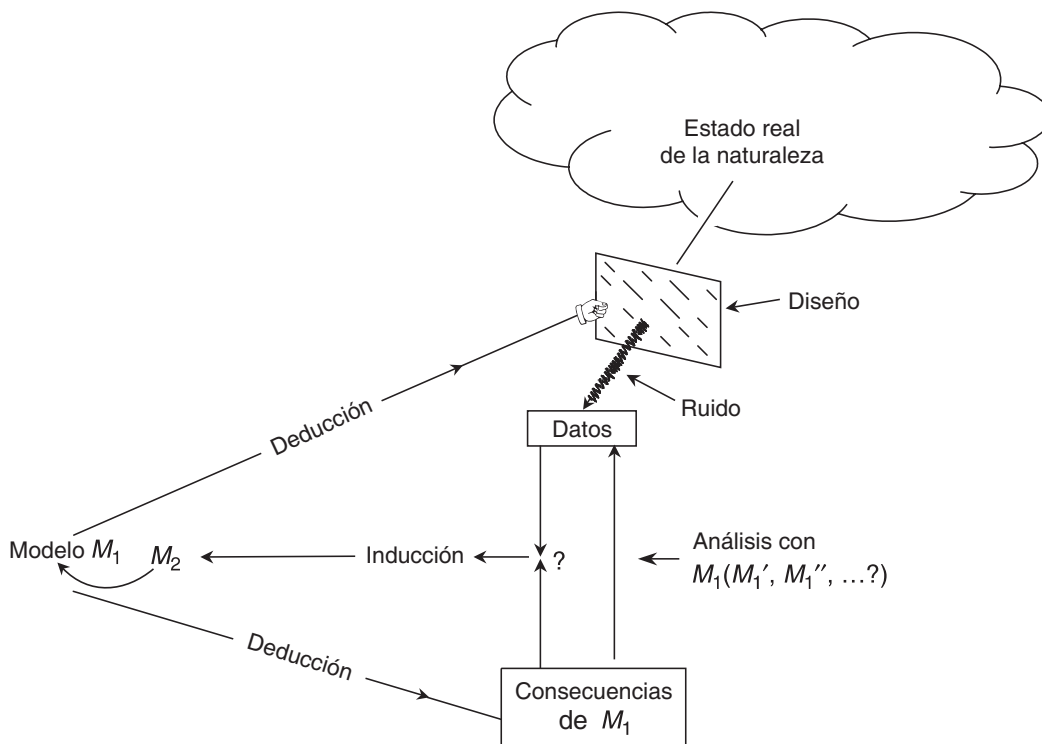 Estado real
de la naturaleza
Diseño
Ruido
Deducción
Datos
Modelo M₁
M₂
Inducción
?
Análisis con
M₁(M₁′, M₁″, …?)
Deducción
Consecuencias
de M₁